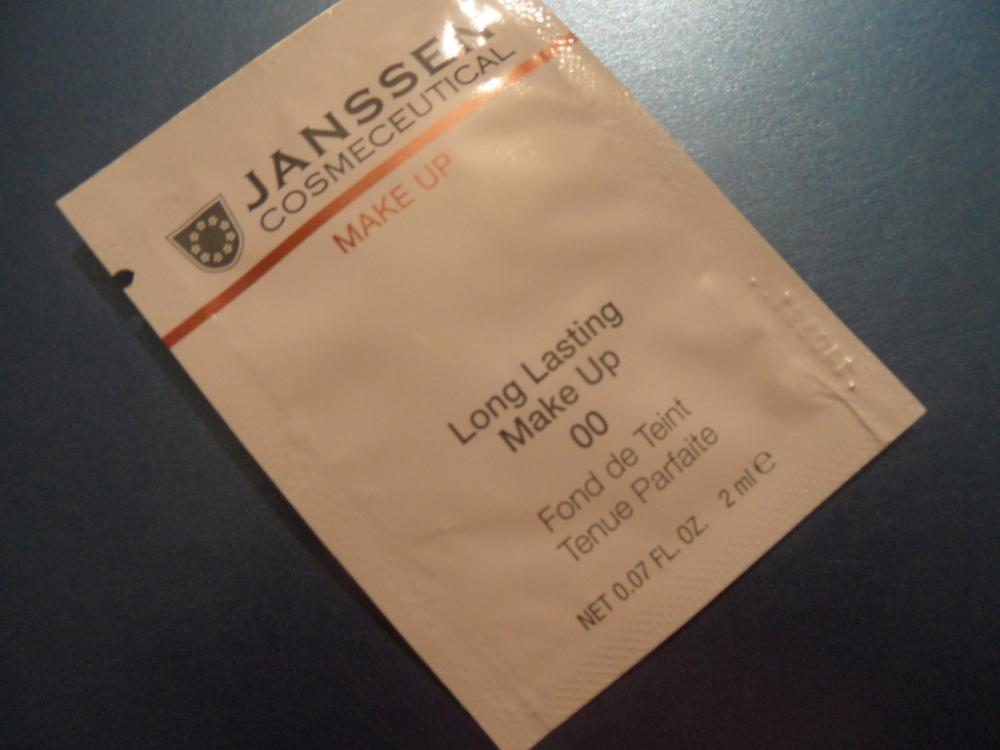 JANSSEN
COSMECEUTICAL
MAKE UP
Long Lasting
Make Up
00
Fond de Teint
Tenue Parfaite
NET 0.07 FL. OZ. 2 ml ℮